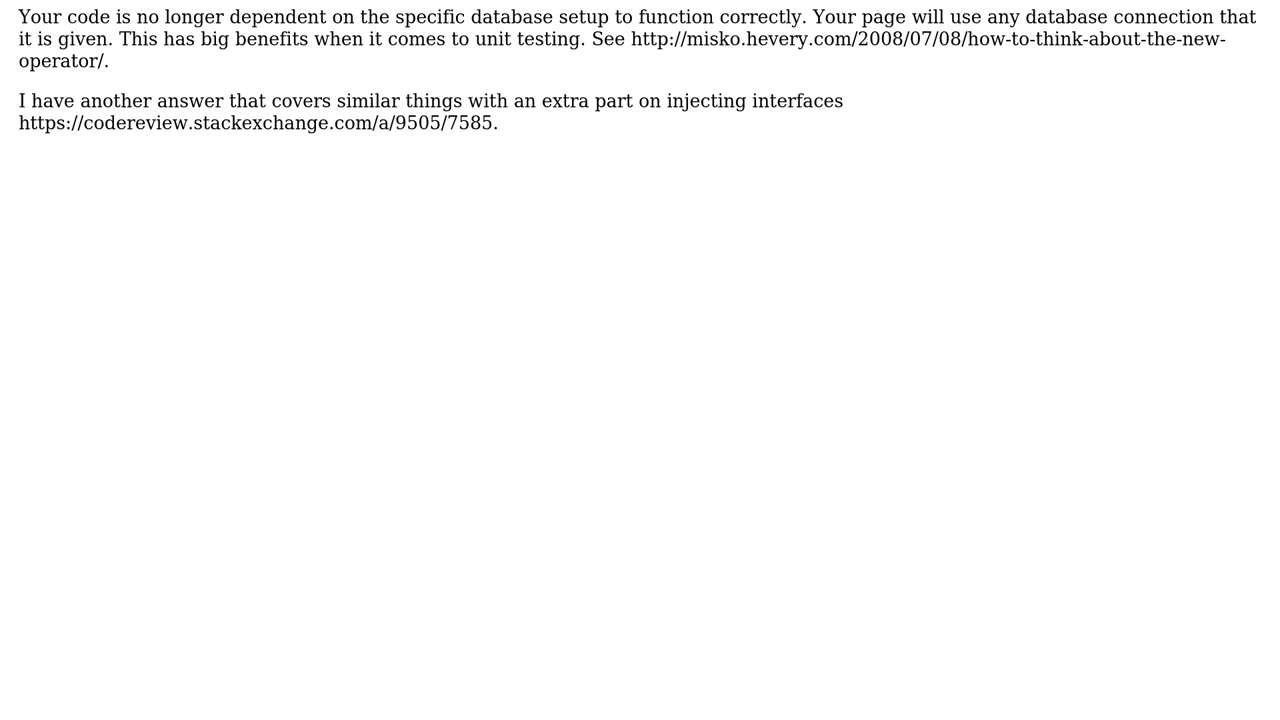 Your code is no longer dependent on the specific database setup to function correctly. Your page will use any database connection that
it is given. This has big benefits when it comes to unit testing. See http://misko.hevery.com/2008/07/08/how-to-think-about-the-new-
operator/.
I have another answer that covers similar things with an extra part on injecting interfaces
https://codereview.stackexchange.com/a/9505/7585.